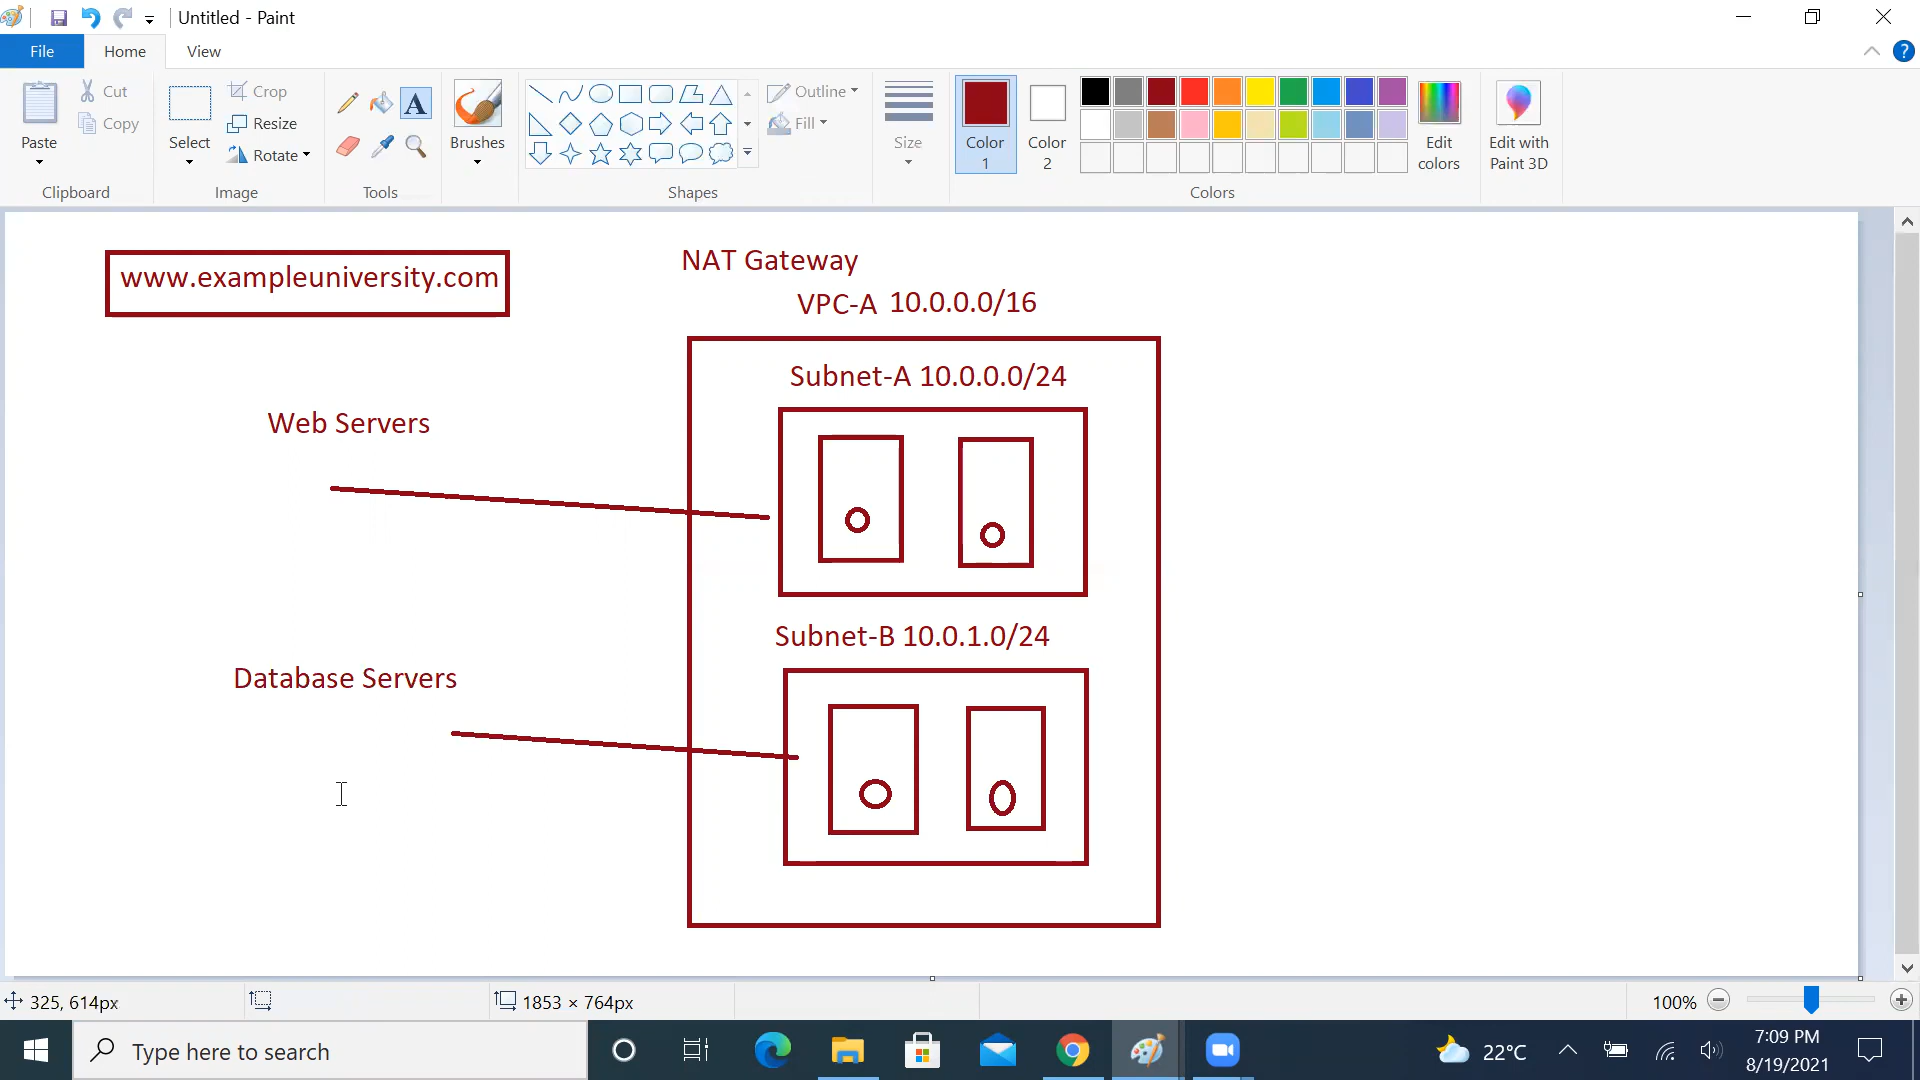 Untitled - Paint
File
Home
View
Paste
Cut
Copy
Clipboard
Select
Crop
Resize
Rotate
Image
A
Tools
Brushes
Shapes
Outline
Fill
Size
Color 1
Color 2
Edit colors
Colors
Edit with Paint 3D
www.exampleuniversity.com
NAT Gateway
VPC-A 10.0.0.0/16
Subnet-A 10.0.0.0/24
Web Servers
Subnet-B 10.0.1.0/24
Database Servers
325, 614px
1853 × 764px
100%
Type here to search
22°C
7:09 PM
8/19/2021